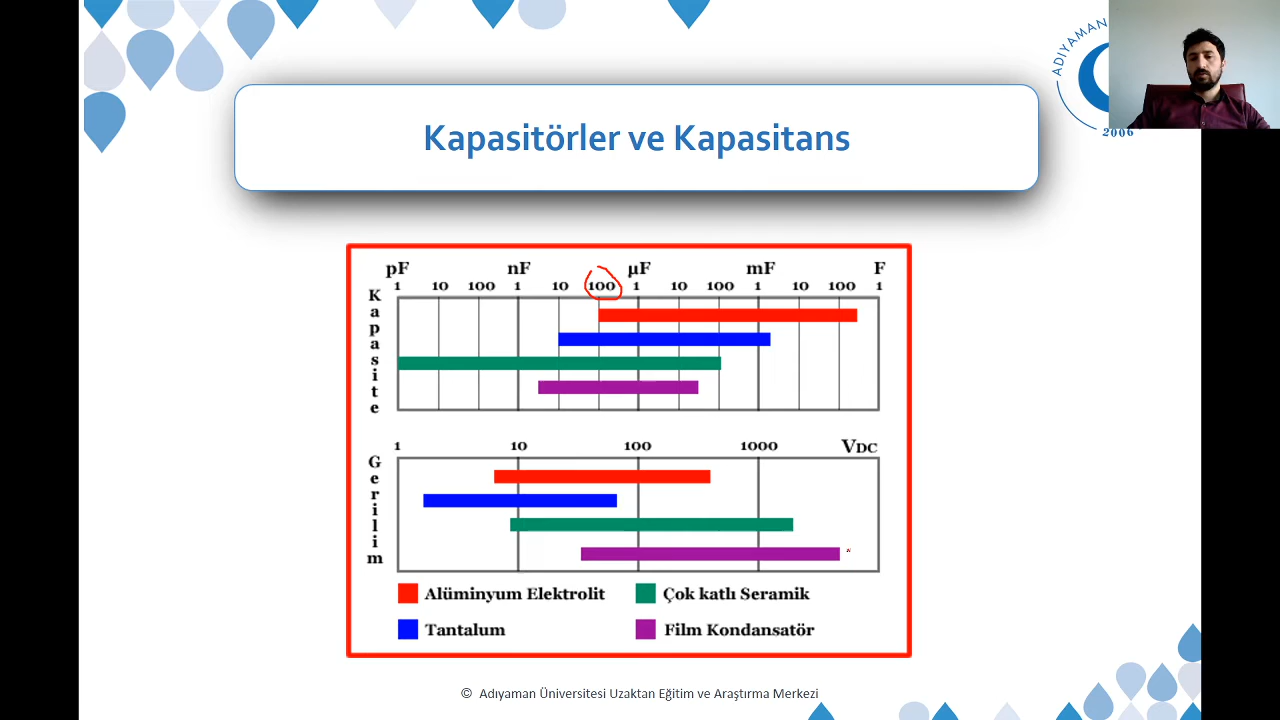 ADIYAMAN
2006
Kapasitörler ve Kapasitans
pF nF µF mF F
1 10 100 1 10 100 1 10 100 1 10 100 1
Kapasite
1 10 100 1000 VDC
Gerilim
Alüminyum Elektrolit
Çok katlı Seramik
Tantalum
Film Kondansatör
© Adıyaman Üniversitesi Uzaktan Eğitim ve Araştırma Merkezi